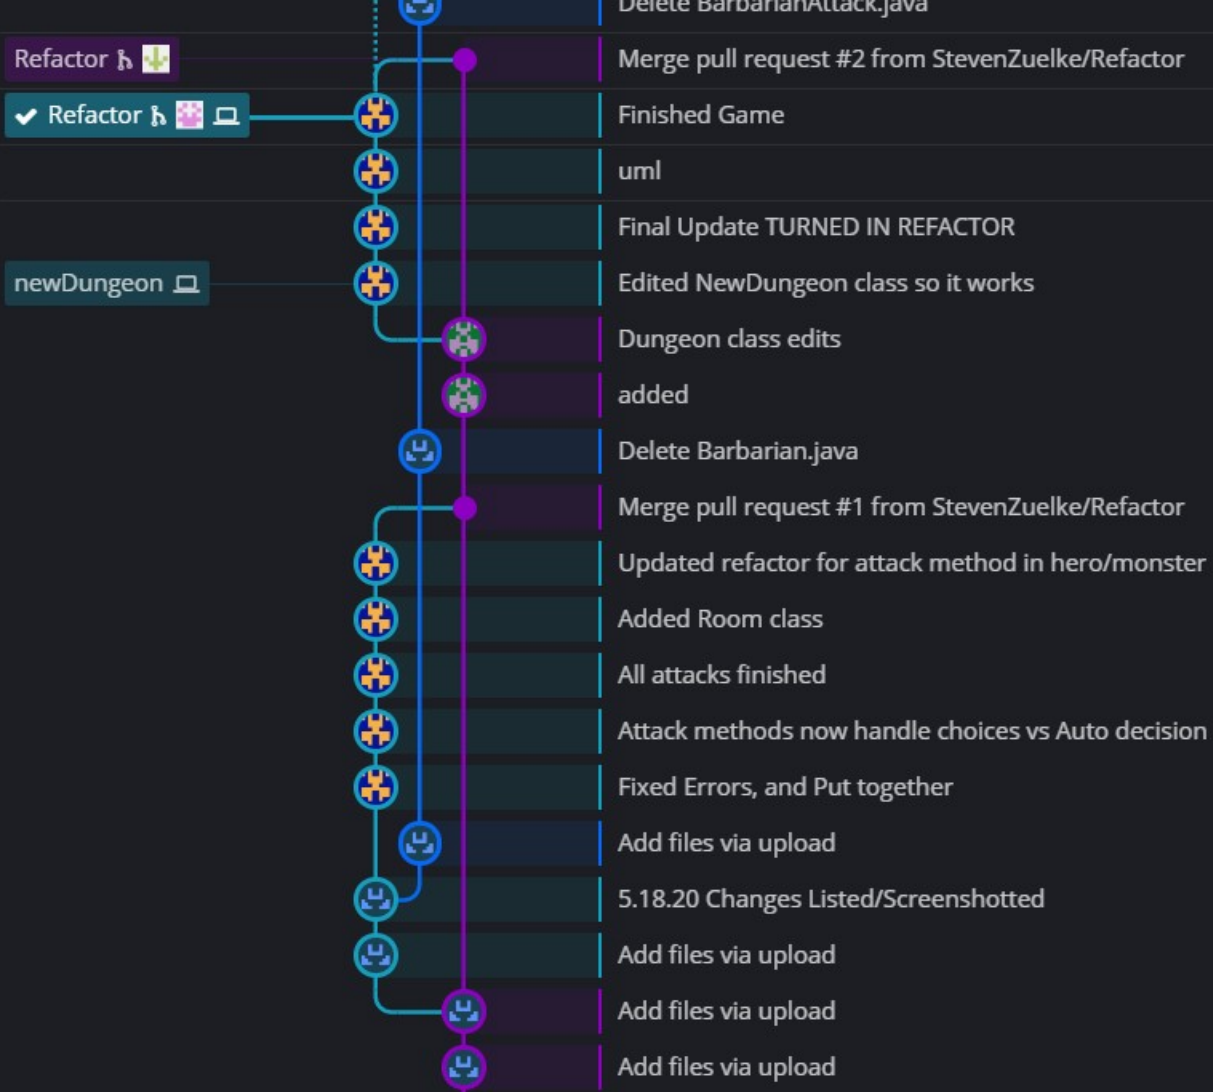 Delete BarbarianAttack.java
Refactor
Merge pull request #2 from StevenZuelke/Refactor
Refactor
Finished Game
uml
Final Update TURNED IN REFACTOR
newDungeon
Edited NewDungeon class so it works
Dungeon class edits
added
Delete Barbarian.java
Merge pull request #1 from StevenZuelke/Refactor
Updated refactor for attack method in hero/monster
Added Room class
All attacks finished
Attack methods now handle choices vs Auto decision
Fixed Errors, and Put together
Add files via upload
5.18.20 Changes Listed/Screenshotted
Add files via upload
Add files via upload
Add files via upload